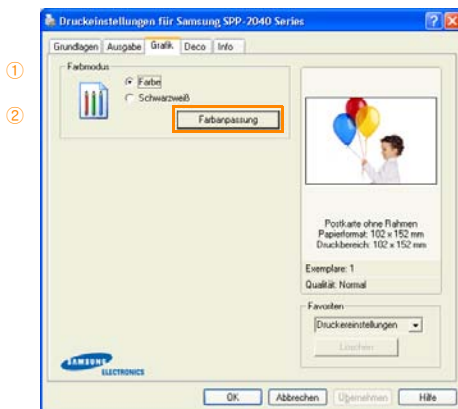 Druckeinstellungen für Samsung SPP-2040 Series
Grundlagen Ausgabe Grafik Deco Info
① Farbmodus
Farbe
Schwarzweiß
② Farbanpassung
Postkarte ohne Rahmen
Papierformat: 102 x 152 mm
Druckbereich: 102 x 152 mm
Exemplare: 1
Qualität: Normal
Favoriten
Druckereinstellungen
Löschen
SAMSUNG
ELECTRONICS
OK Abbrechen Übernehmen Hilfe